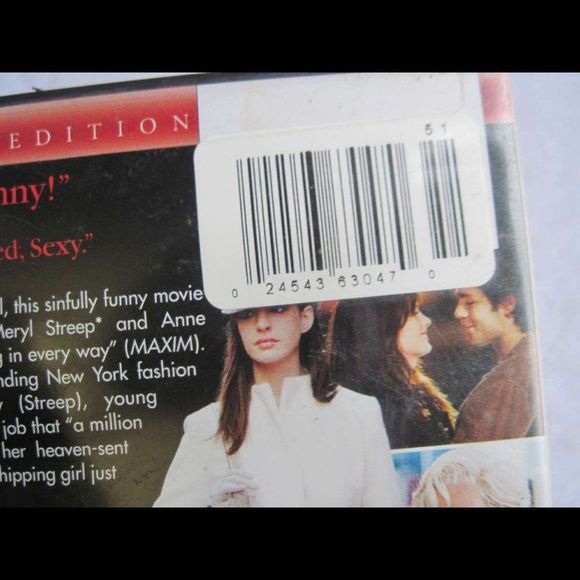 EDITION
51
0 24543 63047 0
nny!"
ed, Sexy."
l, this sinfully funny movie
Meryl Streep* and Anne
g in every way" (MAXIM).
nding New York fashion
y (Streep), young
job that "a million
her heaven-sent
hipping girl just